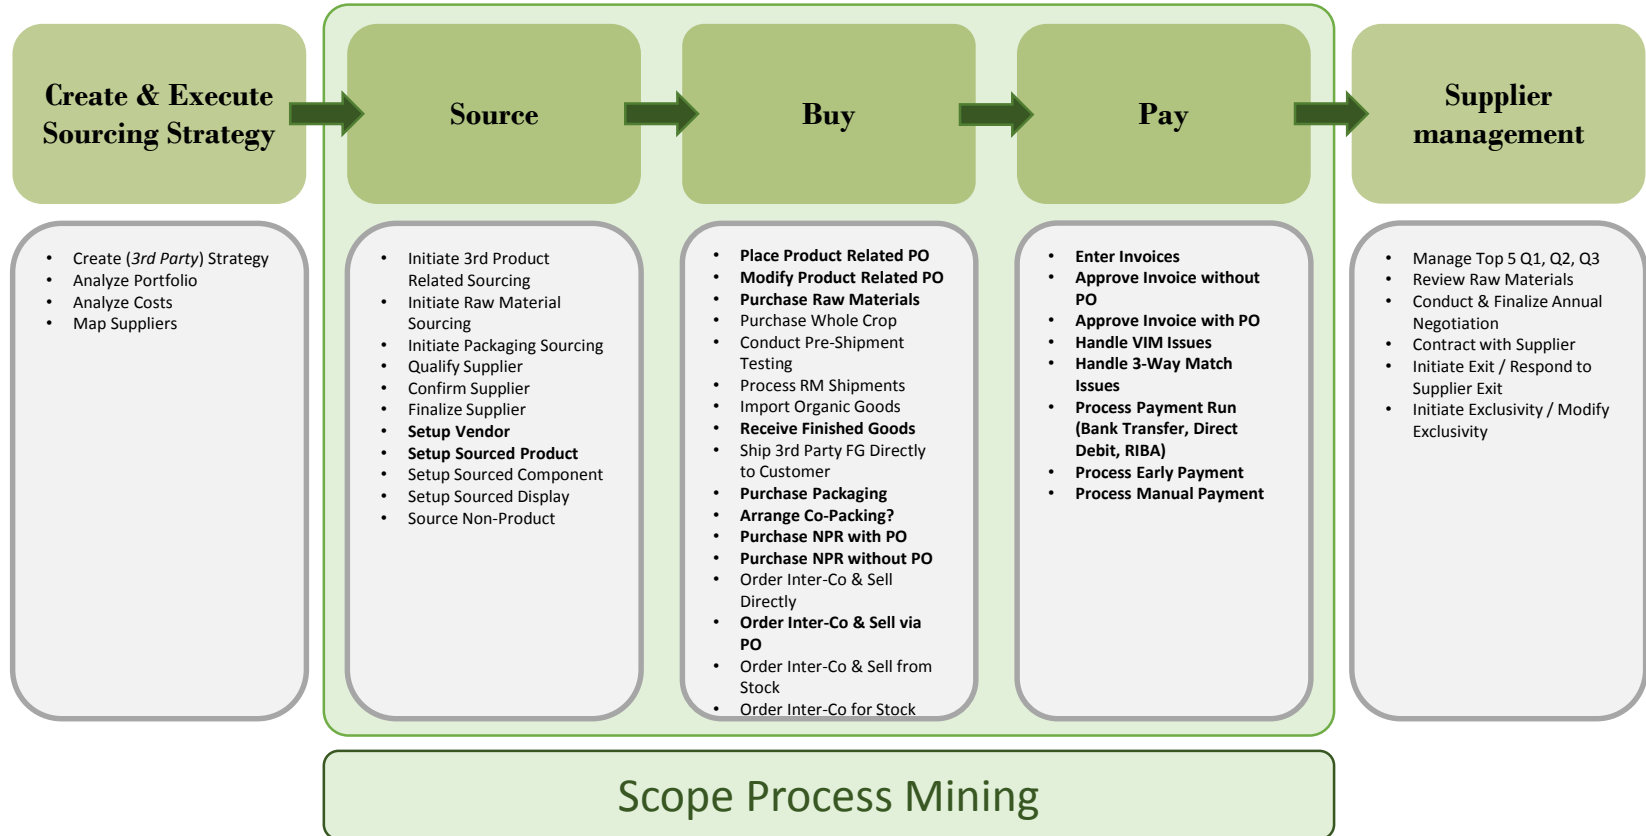 Create & Execute
Sourcing Strategy
Source
Buy
Pay
Supplier
management
• Create (3rd Party) Strategy
• Analyze Portfolio
• Analyze Costs
• Map Suppliers
• Initiate 3rd Product
Related Sourcing
• Initiate Raw Material
Sourcing
• Initiate Packaging Sourcing
• Qualify Supplier
• Confirm Supplier
• Finalize Supplier
• Setup Vendor
• Setup Sourced Product
• Setup Sourced Component
• Setup Sourced Display
• Source Non-Product
• Place Product Related PO
• Modify Product Related PO
• Purchase Raw Materials
• Purchase Whole Crop
• Conduct Pre-Shipment
Testing
• Process RM Shipments
• Import Organic Goods
• Receive Finished Goods
• Ship 3rd Party FG Directly
to Customer
• Purchase Packaging
• Arrange Co-Packing?
• Purchase NPR with PO
• Purchase NPR without PO
• Order Inter-Co & Sell
Directly
• Order Inter-Co & Sell via
PO
• Order Inter-Co & Sell from
Stock
• Order Inter-Co for Stock
• Enter Invoices
• Approve Invoice without
PO
• Approve Invoice with PO
• Handle VIM Issues
• Handle 3-Way Match
Issues
• Process Payment Run
(Bank Transfer, Direct
Debit, RIBA)
• Process Early Payment
• Process Manual Payment
• Manage Top 5 Q1, Q2, Q3
• Review Raw Materials
• Conduct & Finalize Annual
Negotiation
• Contract with Supplier
• Initiate Exit / Respond to
Supplier Exit
• Initiate Exclusivity / Modify
Exclusivity
Scope Process Mining